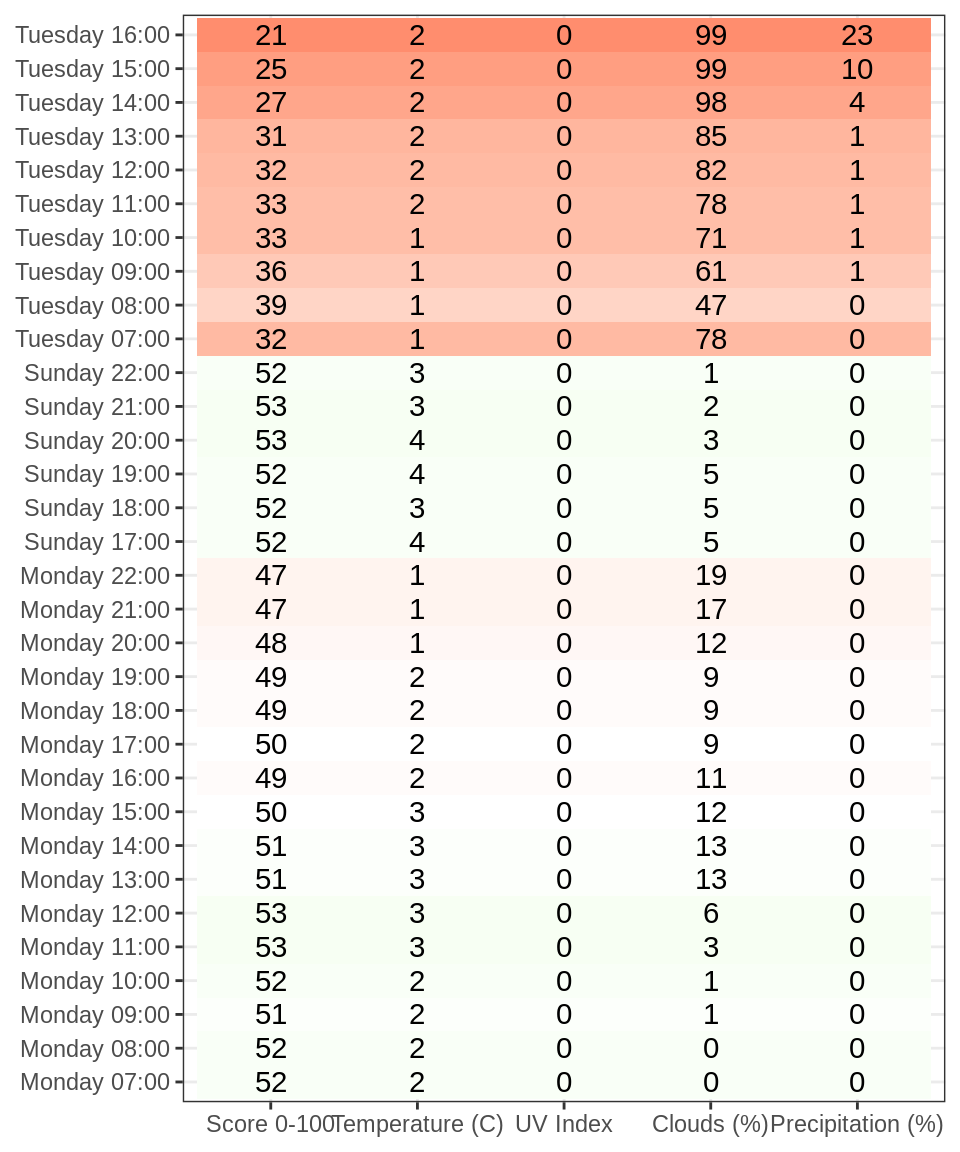 Tuesday 16:00 21 2 0 99 23
Tuesday 15:00 25 2 0 99 10
Tuesday 14:00 27 2 0 98 4
Tuesday 13:00 31 2 0 85 1
Tuesday 12:00 32 2 0 82 1
Tuesday 11:00 33 2 0 78 1
Tuesday 10:00 33 1 0 71 1
Tuesday 09:00 36 1 0 61 1
Tuesday 08:00 39 1 0 47 0
Tuesday 07:00 32 1 0 78 0
Sunday 22:00 52 3 0 1 0
Sunday 21:00 53 3 0 2 0
Sunday 20:00 53 4 0 3 0
Sunday 19:00 52 4 0 5 0
Sunday 18:00 52 3 0 5 0
Sunday 17:00 52 4 0 5 0
Monday 22:00 47 1 0 19 0
Monday 21:00 47 1 0 17 0
Monday 20:00 48 1 0 12 0
Monday 19:00 49 2 0 9 0
Monday 18:00 49 2 0 9 0
Monday 17:00 50 2 0 9 0
Monday 16:00 49 2 0 11 0
Monday 15:00 50 3 0 12 0
Monday 14:00 51 3 0 13 0
Monday 13:00 51 3 0 13 0
Monday 12:00 53 3 0 6 0
Monday 11:00 53 3 0 3 0
Monday 10:00 52 2 0 1 0
Monday 09:00 51 2 0 1 0
Monday 08:00 52 2 0 0 0
Monday 07:00 52 2 0 0 0
Score 0-100 Temperature (C) UV Index Clouds (%) Precipitation (%)